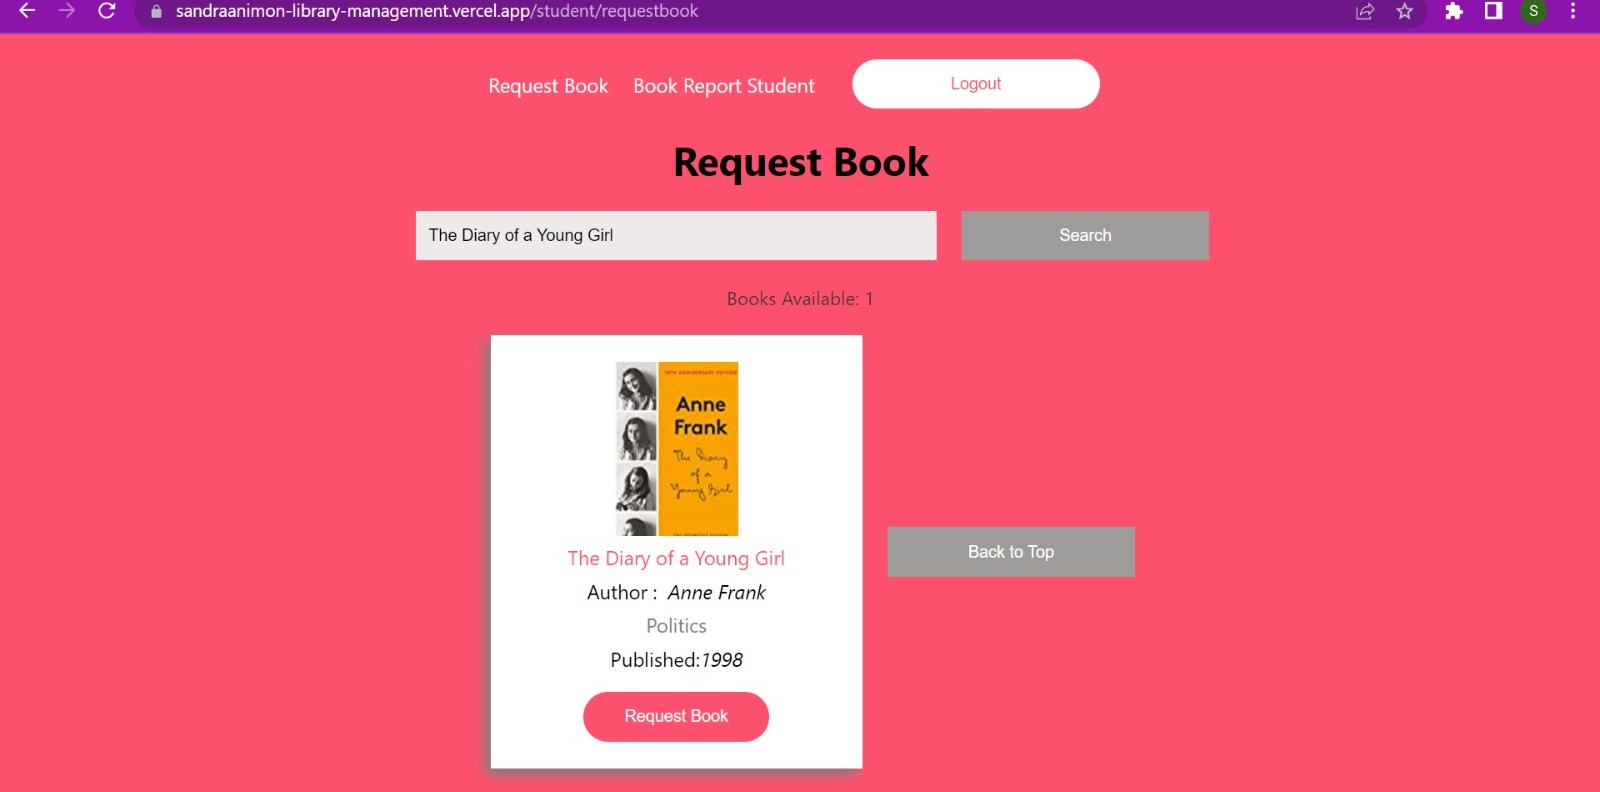 sandraanimon-library-management.vercel.app/student/requestbook
S
Request Book
Book Report Student
Logout
Request Book
The Diary of a Young Girl
Search
Books Available: 1
Anne
Frank
The Diary
of a
Young Girl
The Diary of a Young Girl
Author : Anne Frank
Politics
Published:1998
Request Book
Back to Top